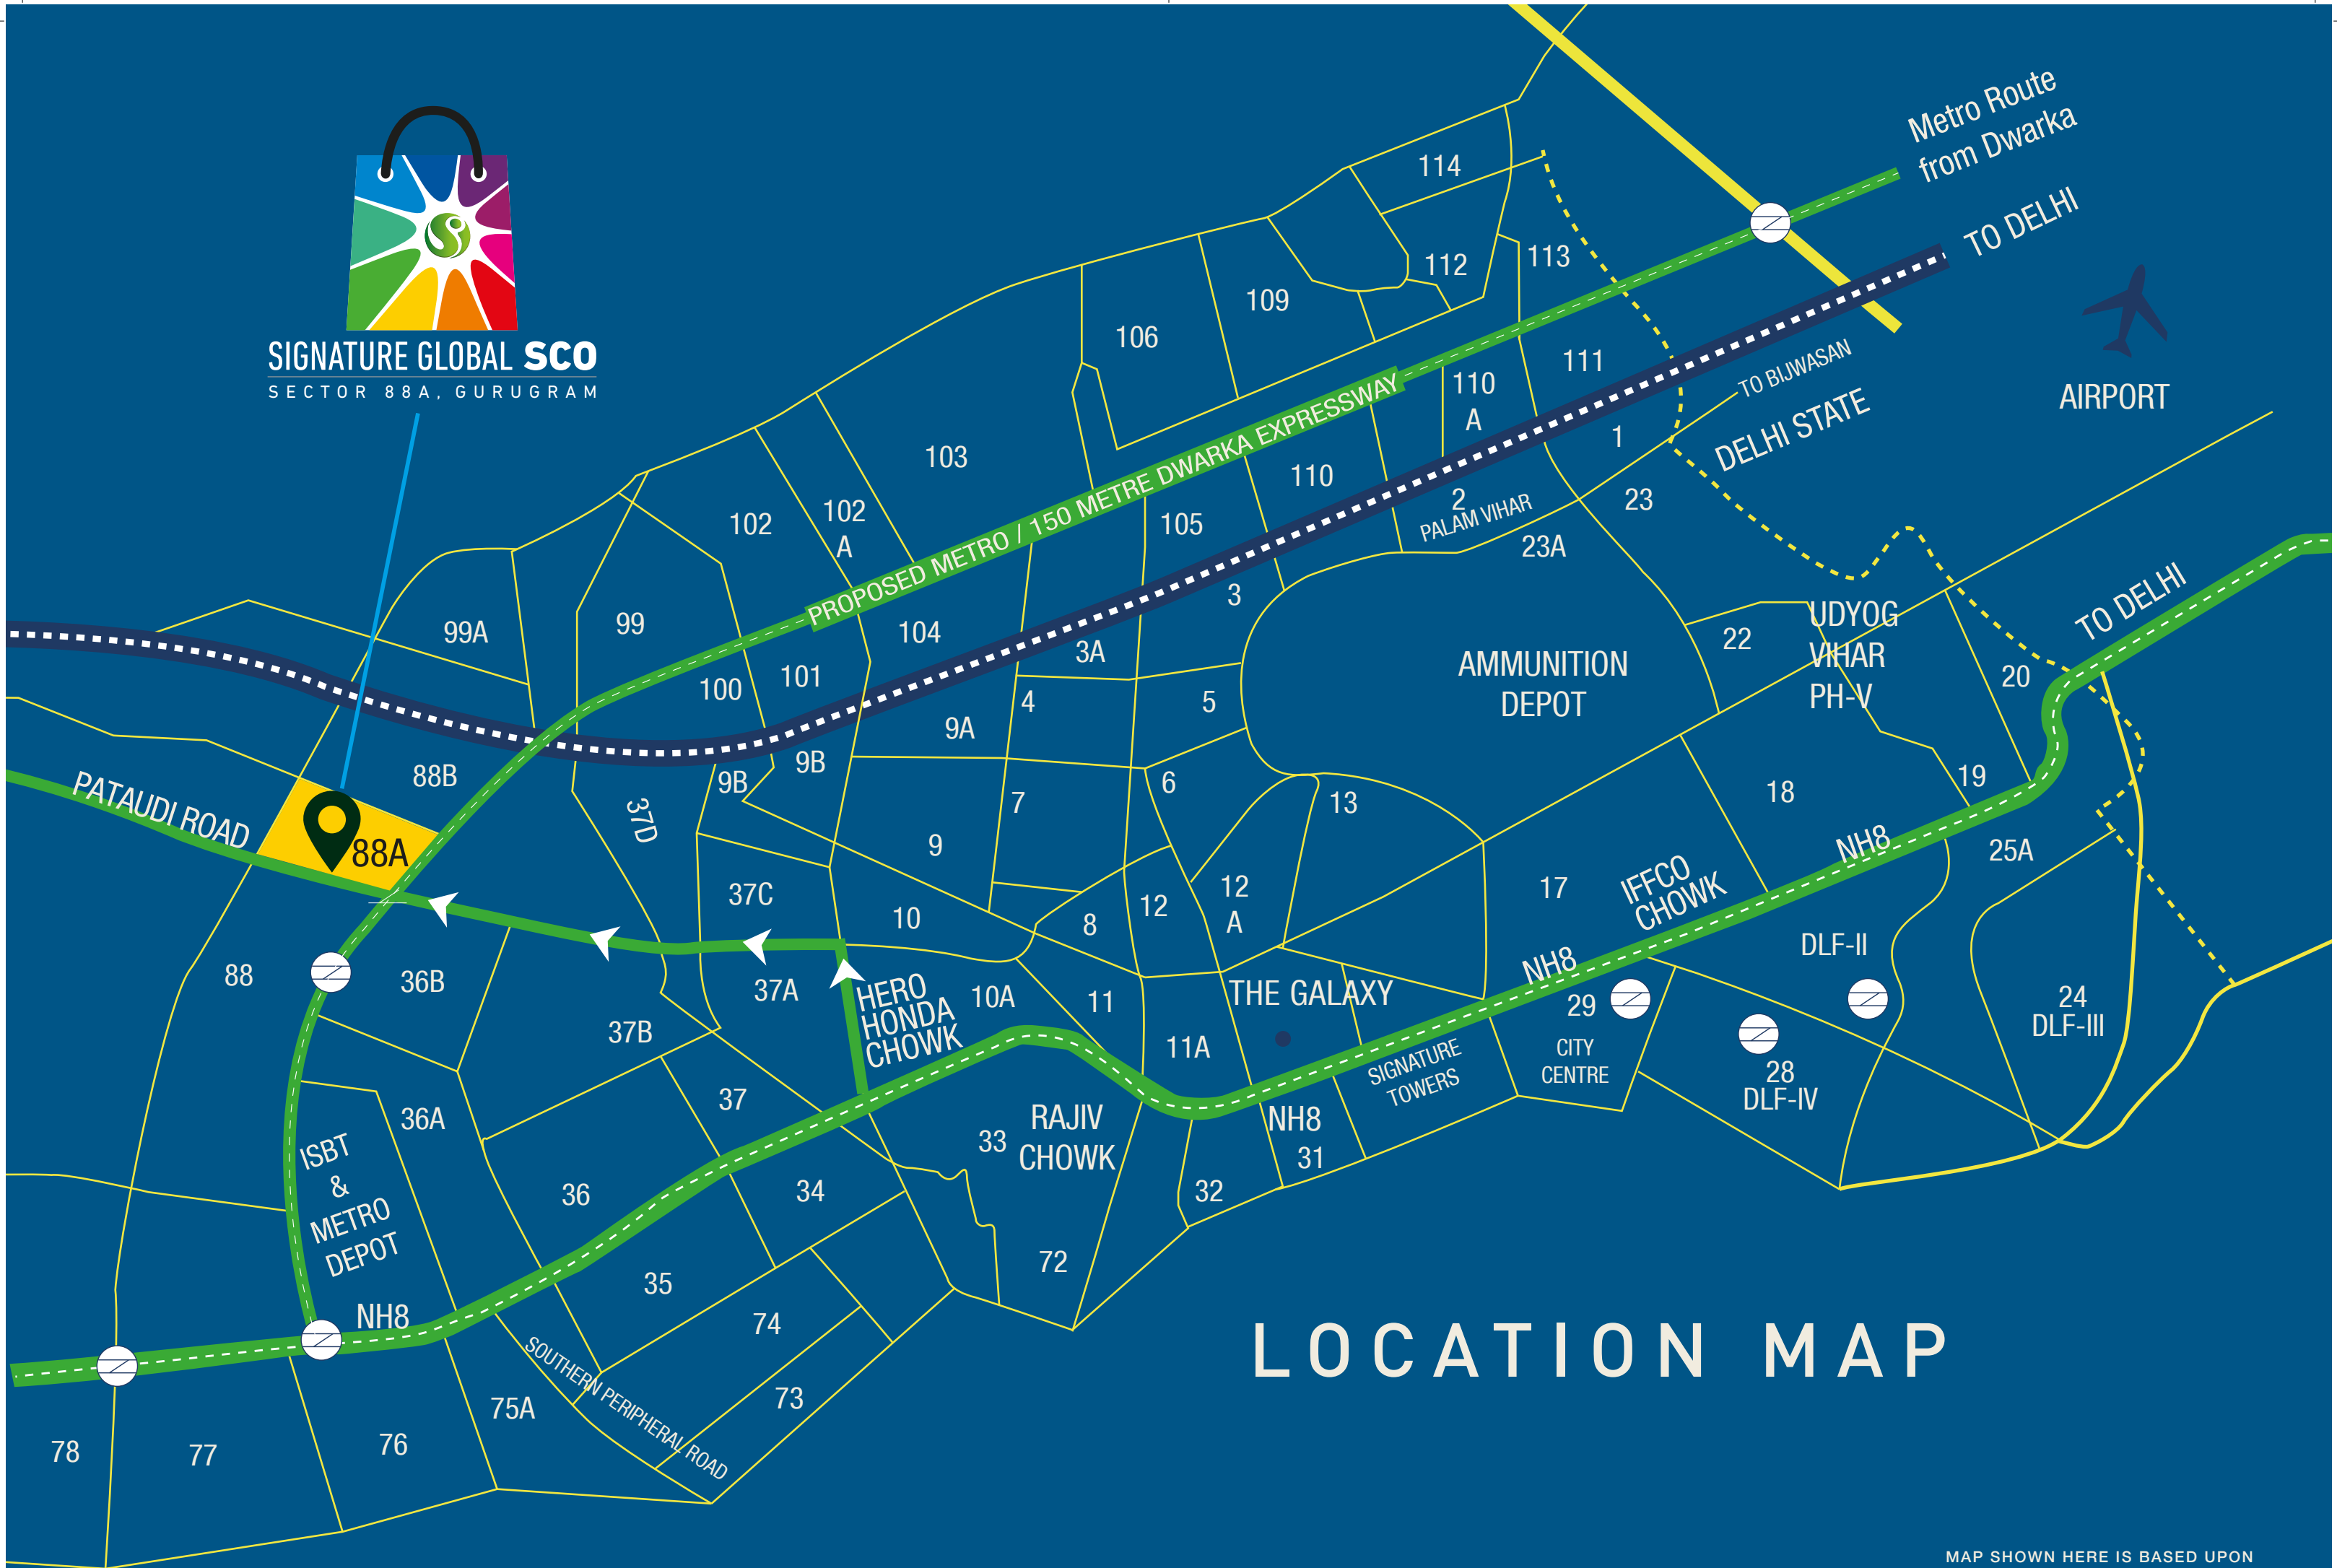 SIGNATURE GLOBAL SCO
SECTOR 88A, GURUGRAM
Metro Route
from Dwarka
TO DELHI
AIRPORT
TO BIJWASAN
DELHI STATE
TO DELHI
PROPOSED METRO / 150 METRE DWARKA EXPRESSWAY
114
113
112
109
106
111
110
A
1
103
110
2
PALAM VIHAR
23
23A
102
102
A
105
3
99A
99
104
3A
100
101
4
5
9A
AMMUNITION
DEPOT
22
UDYOG
VIHAR
PH-V
20
88B
9B
9B
6
7
13
18
19
PATAUDI ROAD
88A
37D
9
NH8
25A
37C
10
8
12
12
A
17
IFFCO
CHOWK
DLF-II
88
36B
37A
HERO
HONDA
CHOWK
10A
11
THE GALAXY
NH8
29
24
DLF-III
37B
11A
SIGNATURE
TOWERS
CITY
CENTRE
28
DLF-IV
36A
37
33
RAJIV
CHOWK
NH8
31
ISBT
&
METRO
DEPOT
36
34
32
NH8
35
72
74
SOUTHERN PERIPHERAL ROAD
73
75A
76
77
78
LOCATION MAP
MAP SHOWN HERE IS BASED UPON